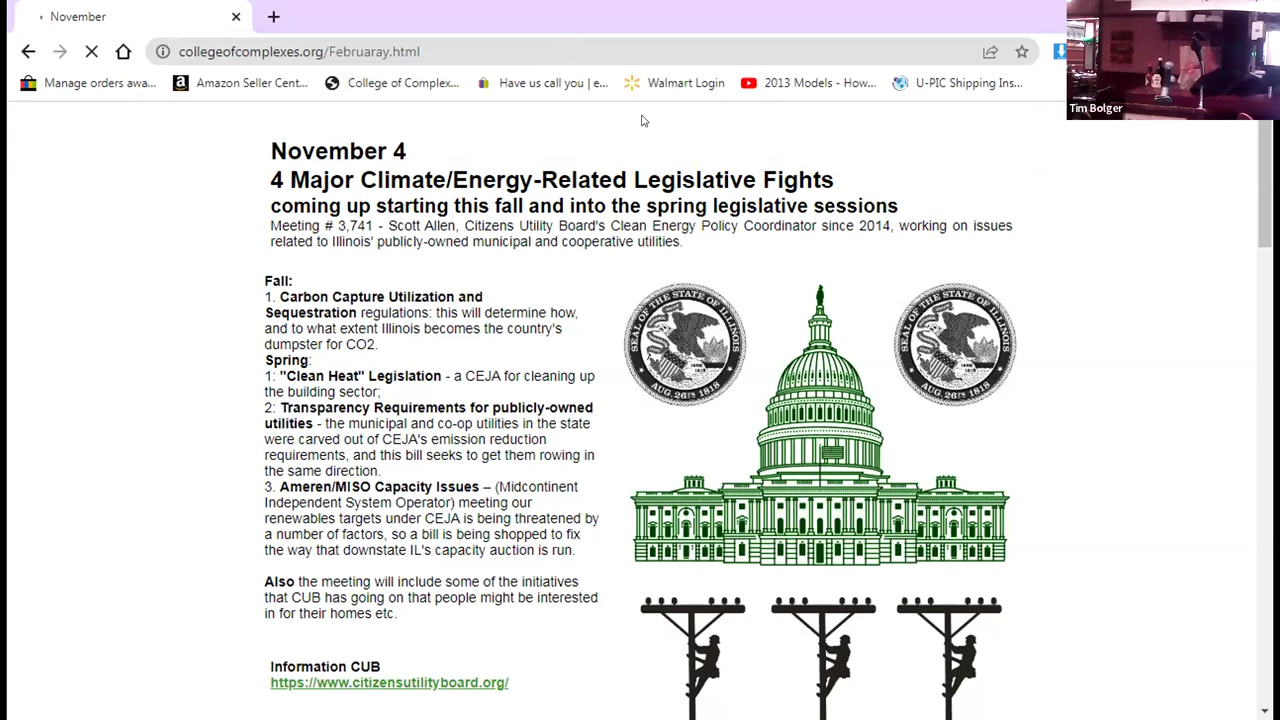 November
collegeofcomplexes.org/Februaray.html
Manage orders awa... Amazon Seller Cent... College of Complex... Have us call you | e... Walmart Login 2013 Models - How... U-PIC Shipping Ins...
Tim Bolger
November 4
4 Major Climate/Energy-Related Legislative Fights
coming up starting this fall and into the spring legislative sessions
Meeting # 3,741 - Scott Allen, Citizens Utility Board's Clean Energy Policy Coordinator since 2014, working on issues
related to Illinois' publicly-owned municipal and cooperative utilities.
Fall:
1. Carbon Capture Utilization and
Sequestration regulations: this will determine how,
and to what extent Illinois becomes the country's
dumpster for CO2.
Spring:
1: "Clean Heat" Legislation - a CEJA for cleaning up
the building sector;
2: Transparency Requirements for publicly-owned
utilities - the municipal and co-op utilities in the state
were carved out of CEJA's emission reduction
requirements, and this bill seeks to get them rowing in
the same direction.
3. Ameren/MISO Capacity Issues – (Midcontinent
Independent System Operator) meeting our
renewables targets under CEJA is being threatened by
a number of factors, so a bill is being shopped to fix
the way that downstate IL's capacity auction is run.
Also the meeting will include some of the initiatives
that CUB has going on that people might be interested
in for their homes etc.
Information CUB
https://www.citizensutilityboard.org/
SEAL OF THE STATE OF ILLINOIS
AUG. 26TH 1818
SEAL OF THE STATE OF ILLINOIS
AUG. 26TH 1818